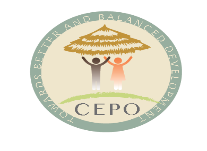 TOWARDS BETTER AND BALANCED DEVELOPMENT
CEPO